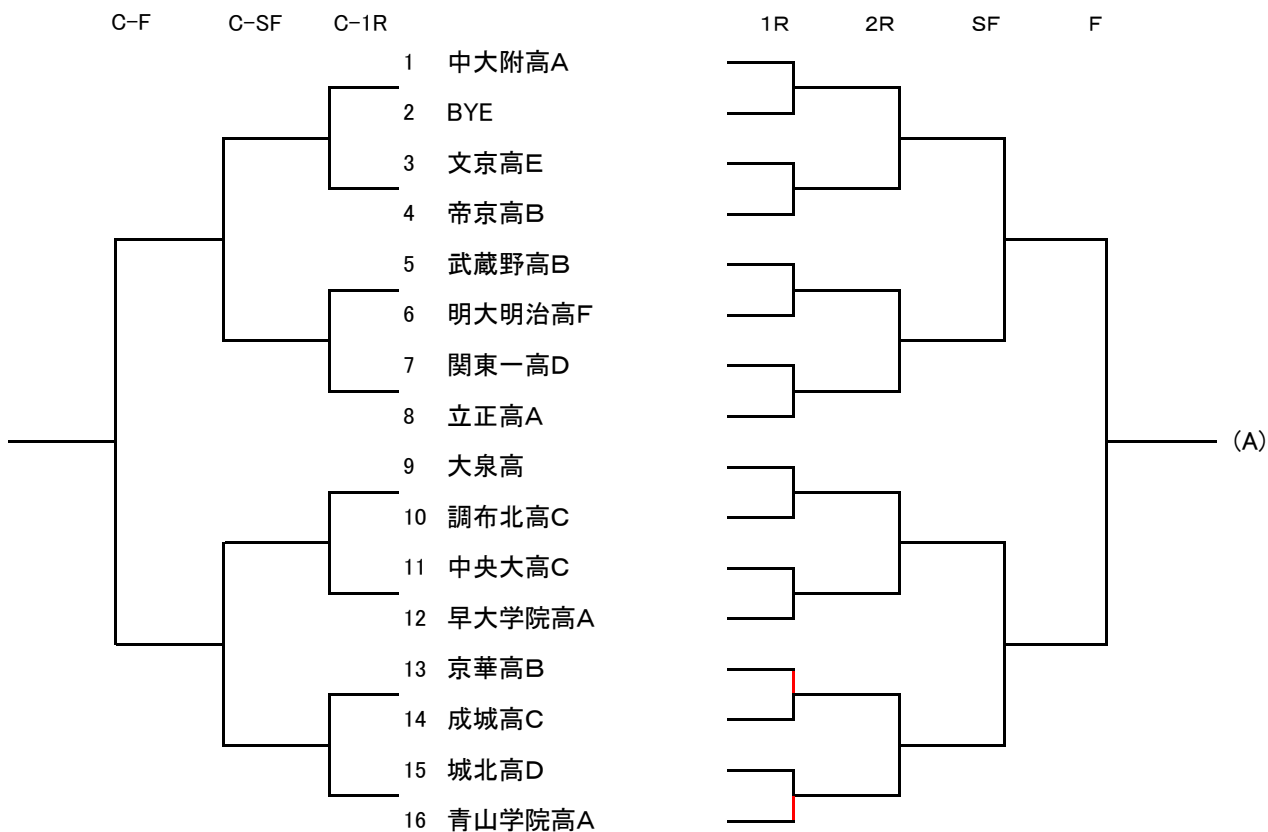 C-F C-SF C-1R 1R 2R SF F
1 中大附高A
2 BYE
3 文京高E
4 帝京高B
5 武蔵野高B
6 明大明治高F
7 関東一高D
8 立正高A
(A)
9 大泉高
10 調布北高C
11 中央大高C
12 早大学院高A
13 京華高B
14 成城高C
15 城北高D
16 青山学院高A